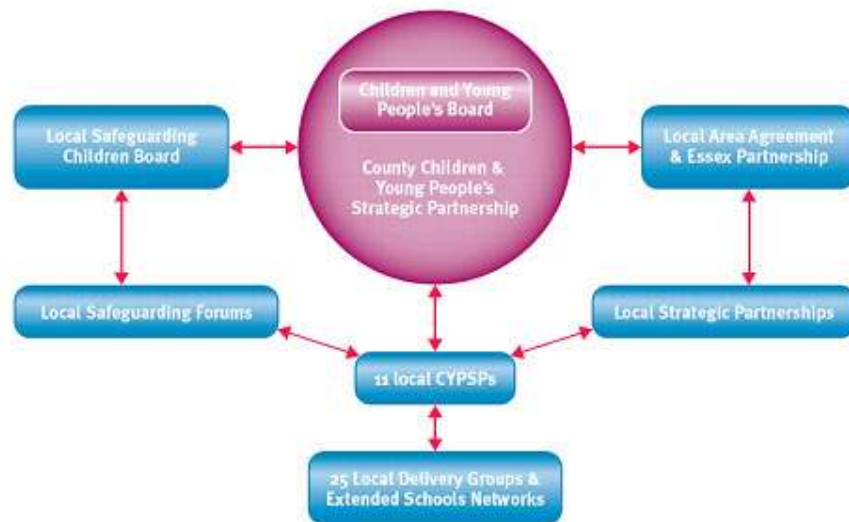 Children and Young
People's Board
Local Safeguarding
Children Board
County Children &
Young People's
Strategic Partnership
Local Area Agreement
& Essex Partnership
Local Safeguarding Forums
Local Strategic Partnerships
11 local CYPSPs
25 Local Delivery Groups &
Extended Schools Networks